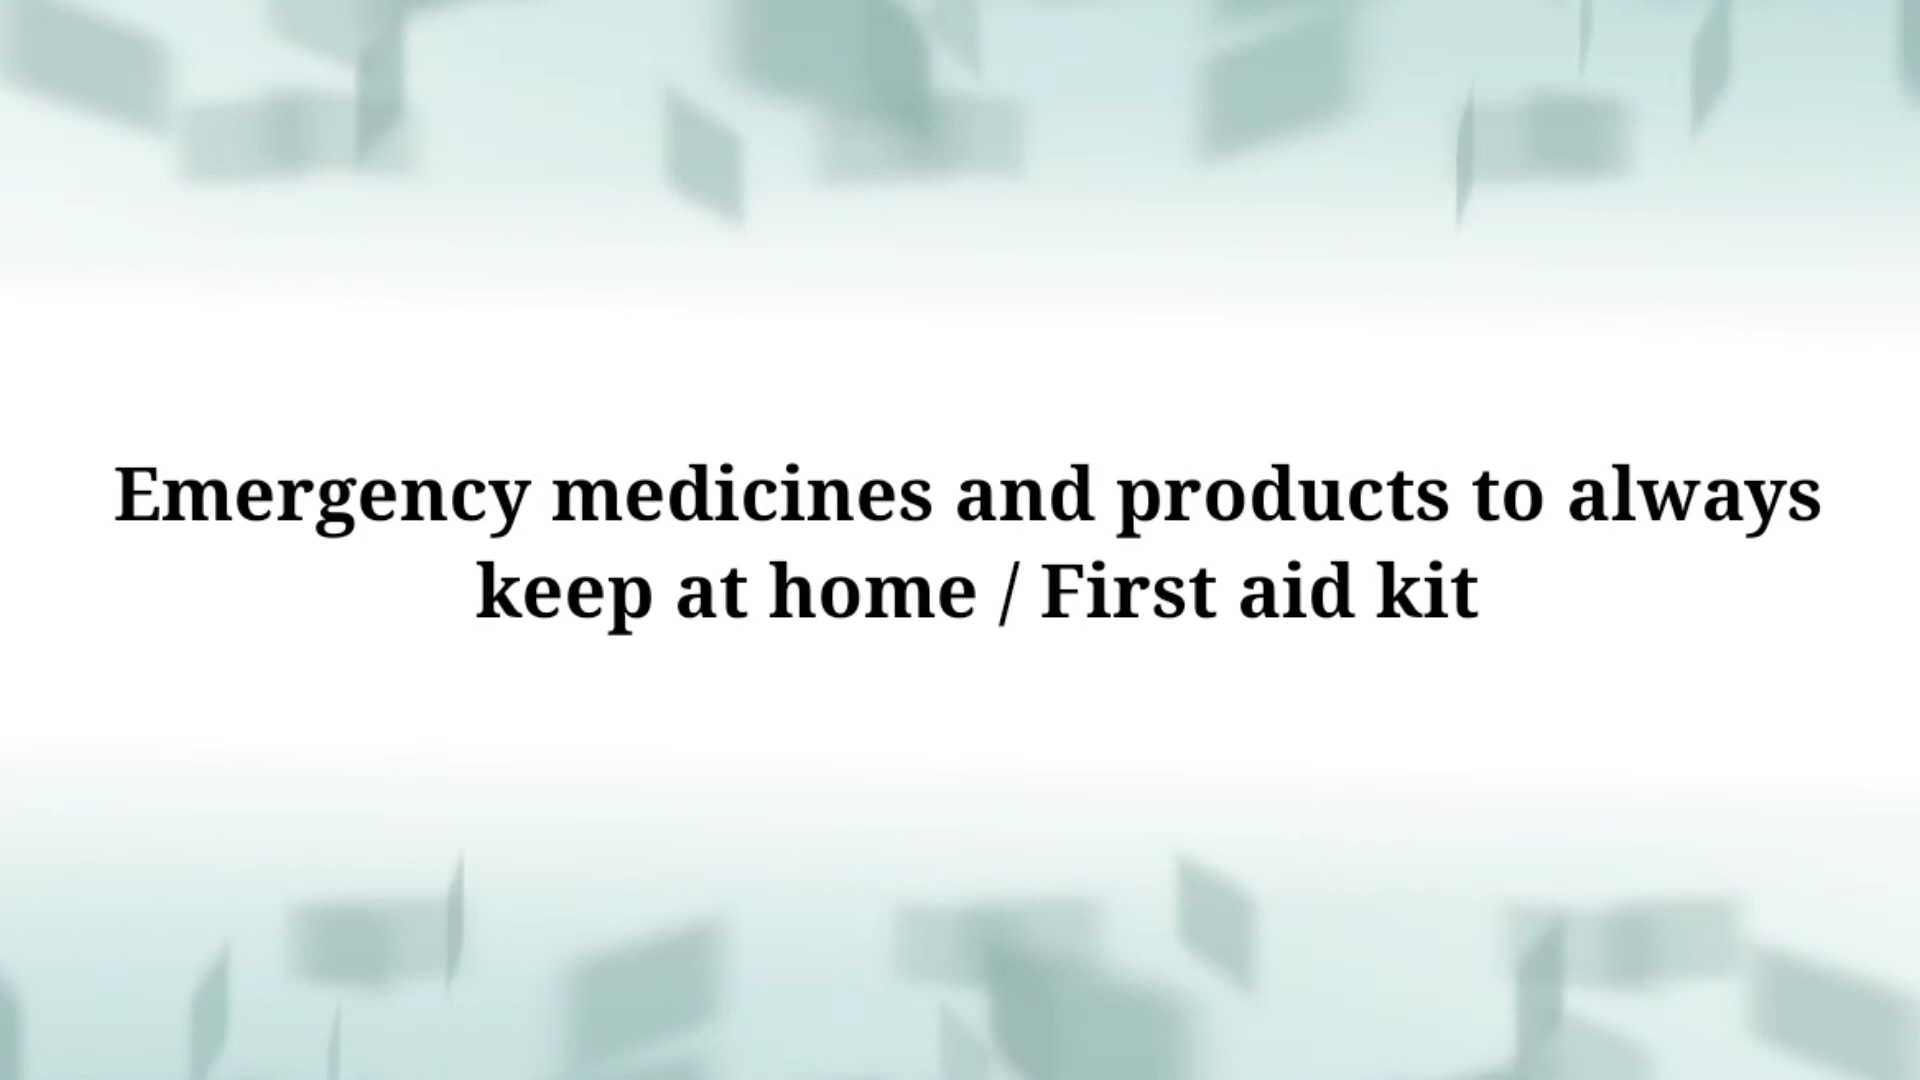 Emergency medicines and products to always
keep at home / First aid kit